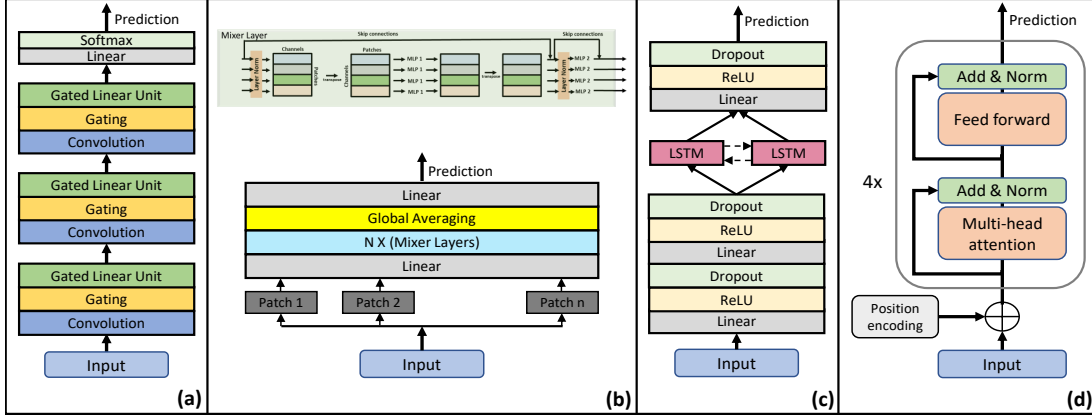 Prediction
Softmax
Linear
Gated Linear Unit
Gating
Convolution
Gated Linear Unit
Gating
Convolution
Gated Linear Unit
Gating
Convolution
Input
(a)
Mixer Layer
Skip connections
Skip connections
Channels
Patches
Layer Norm
Patches
transpose
Channels
MLP 1
MLP 1
MLP 1
MLP 1
transpose
Layer Norm
MLP 2
MLP 2
MLP 2
MLP 2
Prediction
Linear
Global Averaging
N X (Mixer Layers)
Linear
Patch 1
Patch 2
Patch n
Input
(b)
Prediction
Dropout
ReLU
Linear
LSTM
LSTM
Dropout
ReLU
Linear
Dropout
ReLU
Linear
Input
(c)
Prediction
Add & Norm
Feed forward
4x
Add & Norm
Multi-head
attention
Position
encoding
Input
(d)